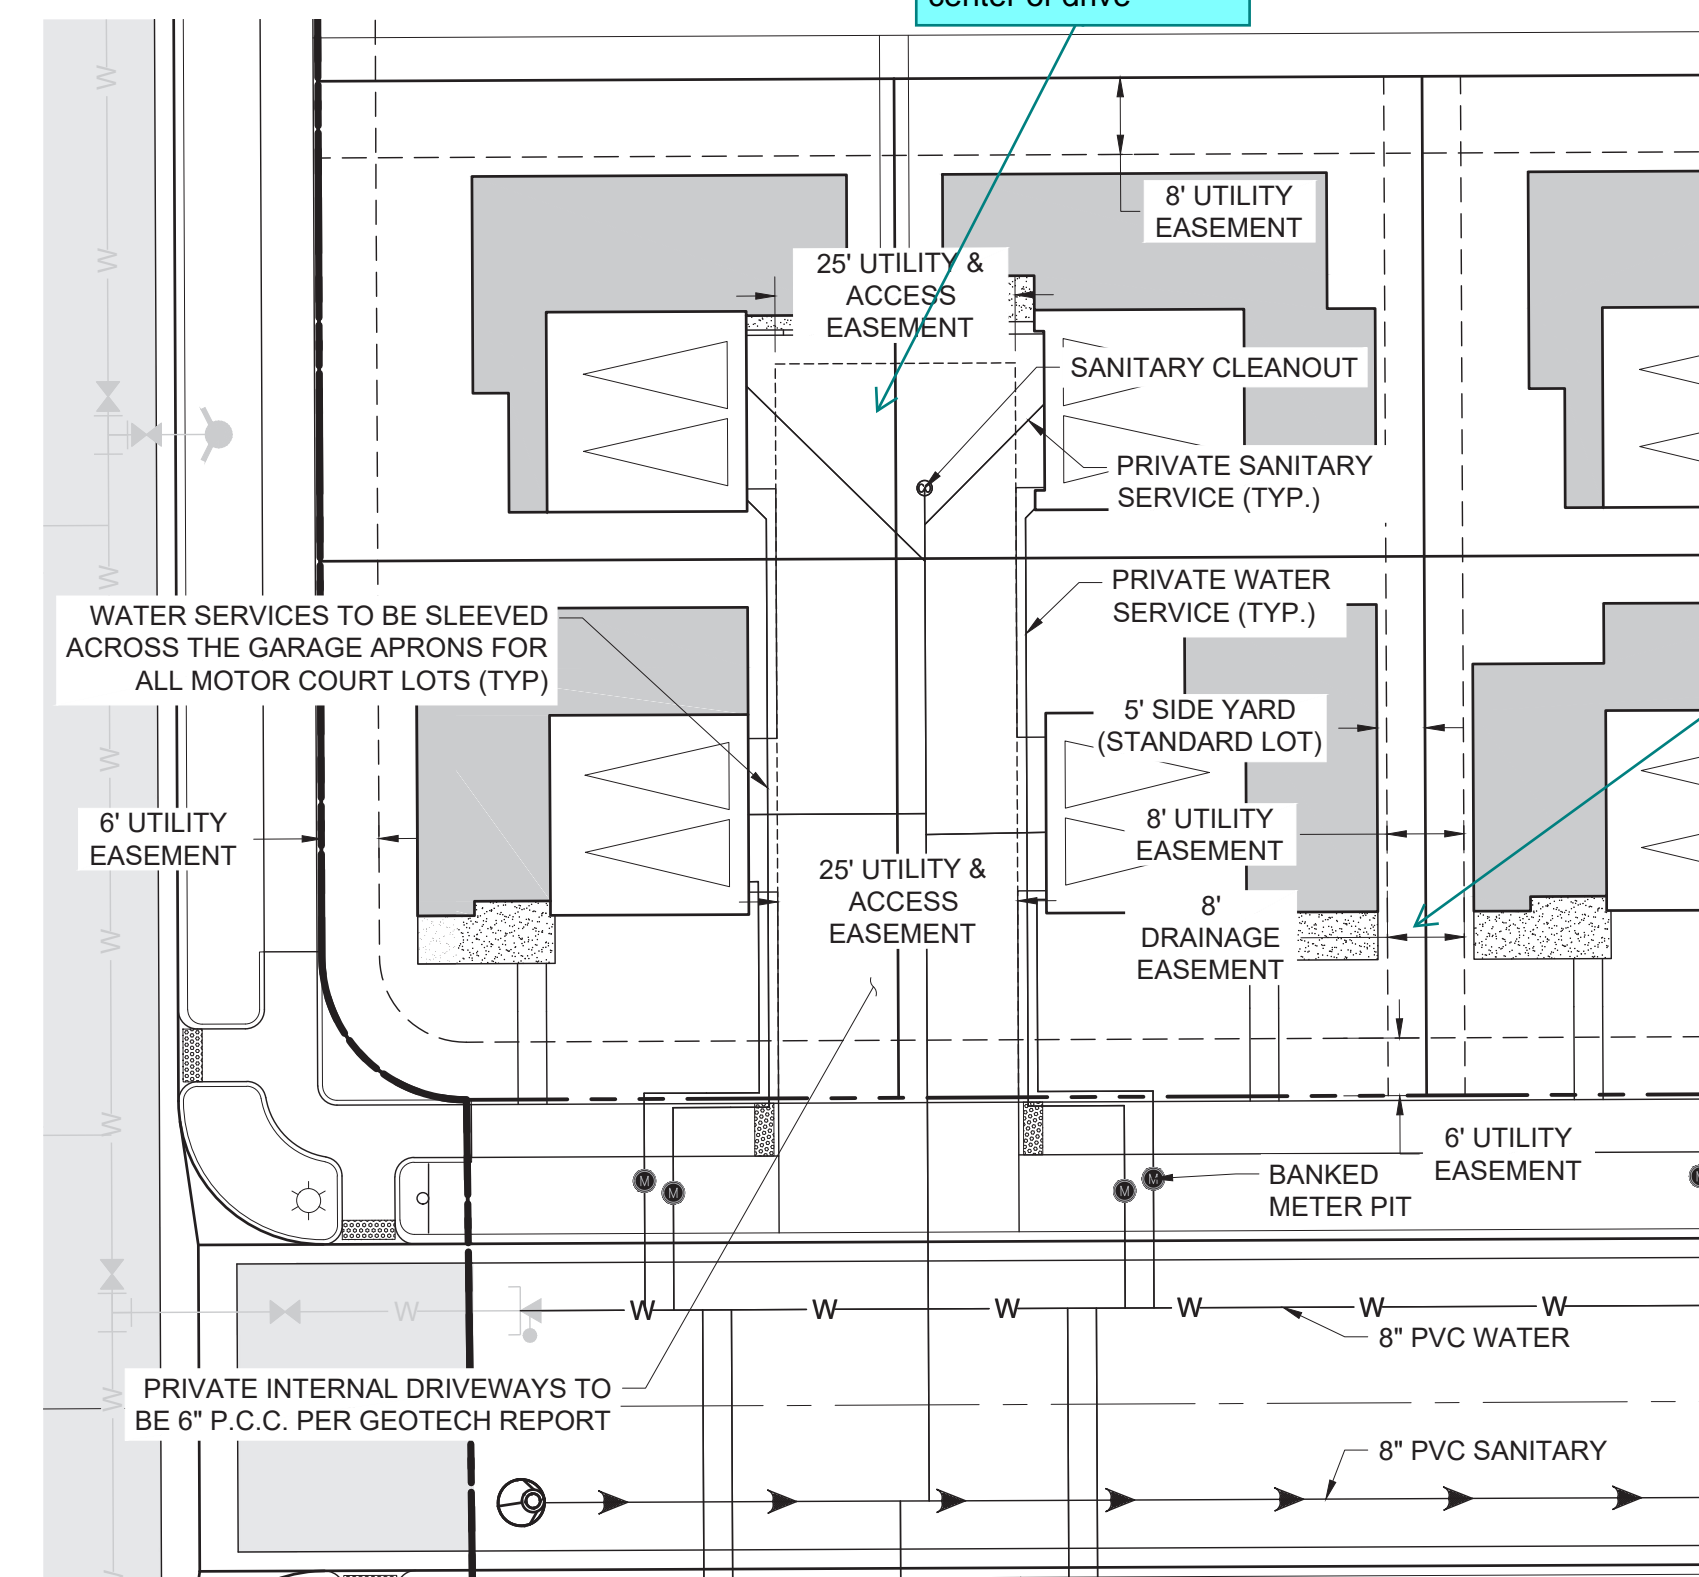 center of drive
8' UTILITY
EASEMENT
25' UTILITY &
ACCESS
EASEMENT
SANITARY CLEANOUT
PRIVATE SANITARY
SERVICE (TYP.)
PRIVATE WATER
SERVICE (TYP.)
WATER SERVICES TO BE SLEEVED
ACROSS THE GARAGE APRONS FOR
ALL MOTOR COURT LOTS (TYP)
5' SIDE YARD
(STANDARD LOT)
6' UTILITY
EASEMENT
8' UTILITY
EASEMENT
25' UTILITY &
ACCESS
EASEMENT
8'
DRAINAGE
EASEMENT
6' UTILITY
EASEMENT
BANKED
METER PIT
M
M
M
M
W
W
W
W
W
W
W
W
W
W
W
W
W
W
8" PVC WATER
PRIVATE INTERNAL DRIVEWAYS TO
BE 6" P.C.C. PER GEOTECH REPORT
8" PVC SANITARY